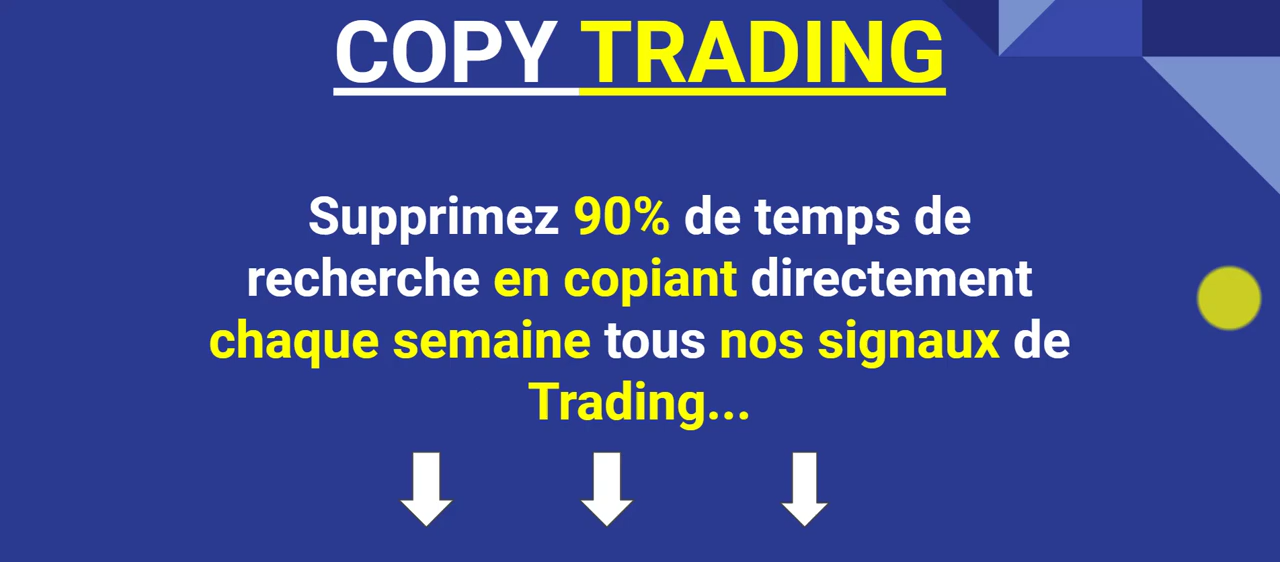 COPY TRADING
Supprimez 90% de temps de
recherche en copiant directement
chaque semaine tous nos signaux de
Trading...